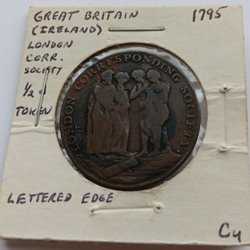 GREAT BRITAIN
(IRELAND)
1795
LONDON
CORR.
SOCIETY
1/2 d
TOKEN
LONDON CORRESPONDING SOCIETY
LETTERED EDGE
Cu